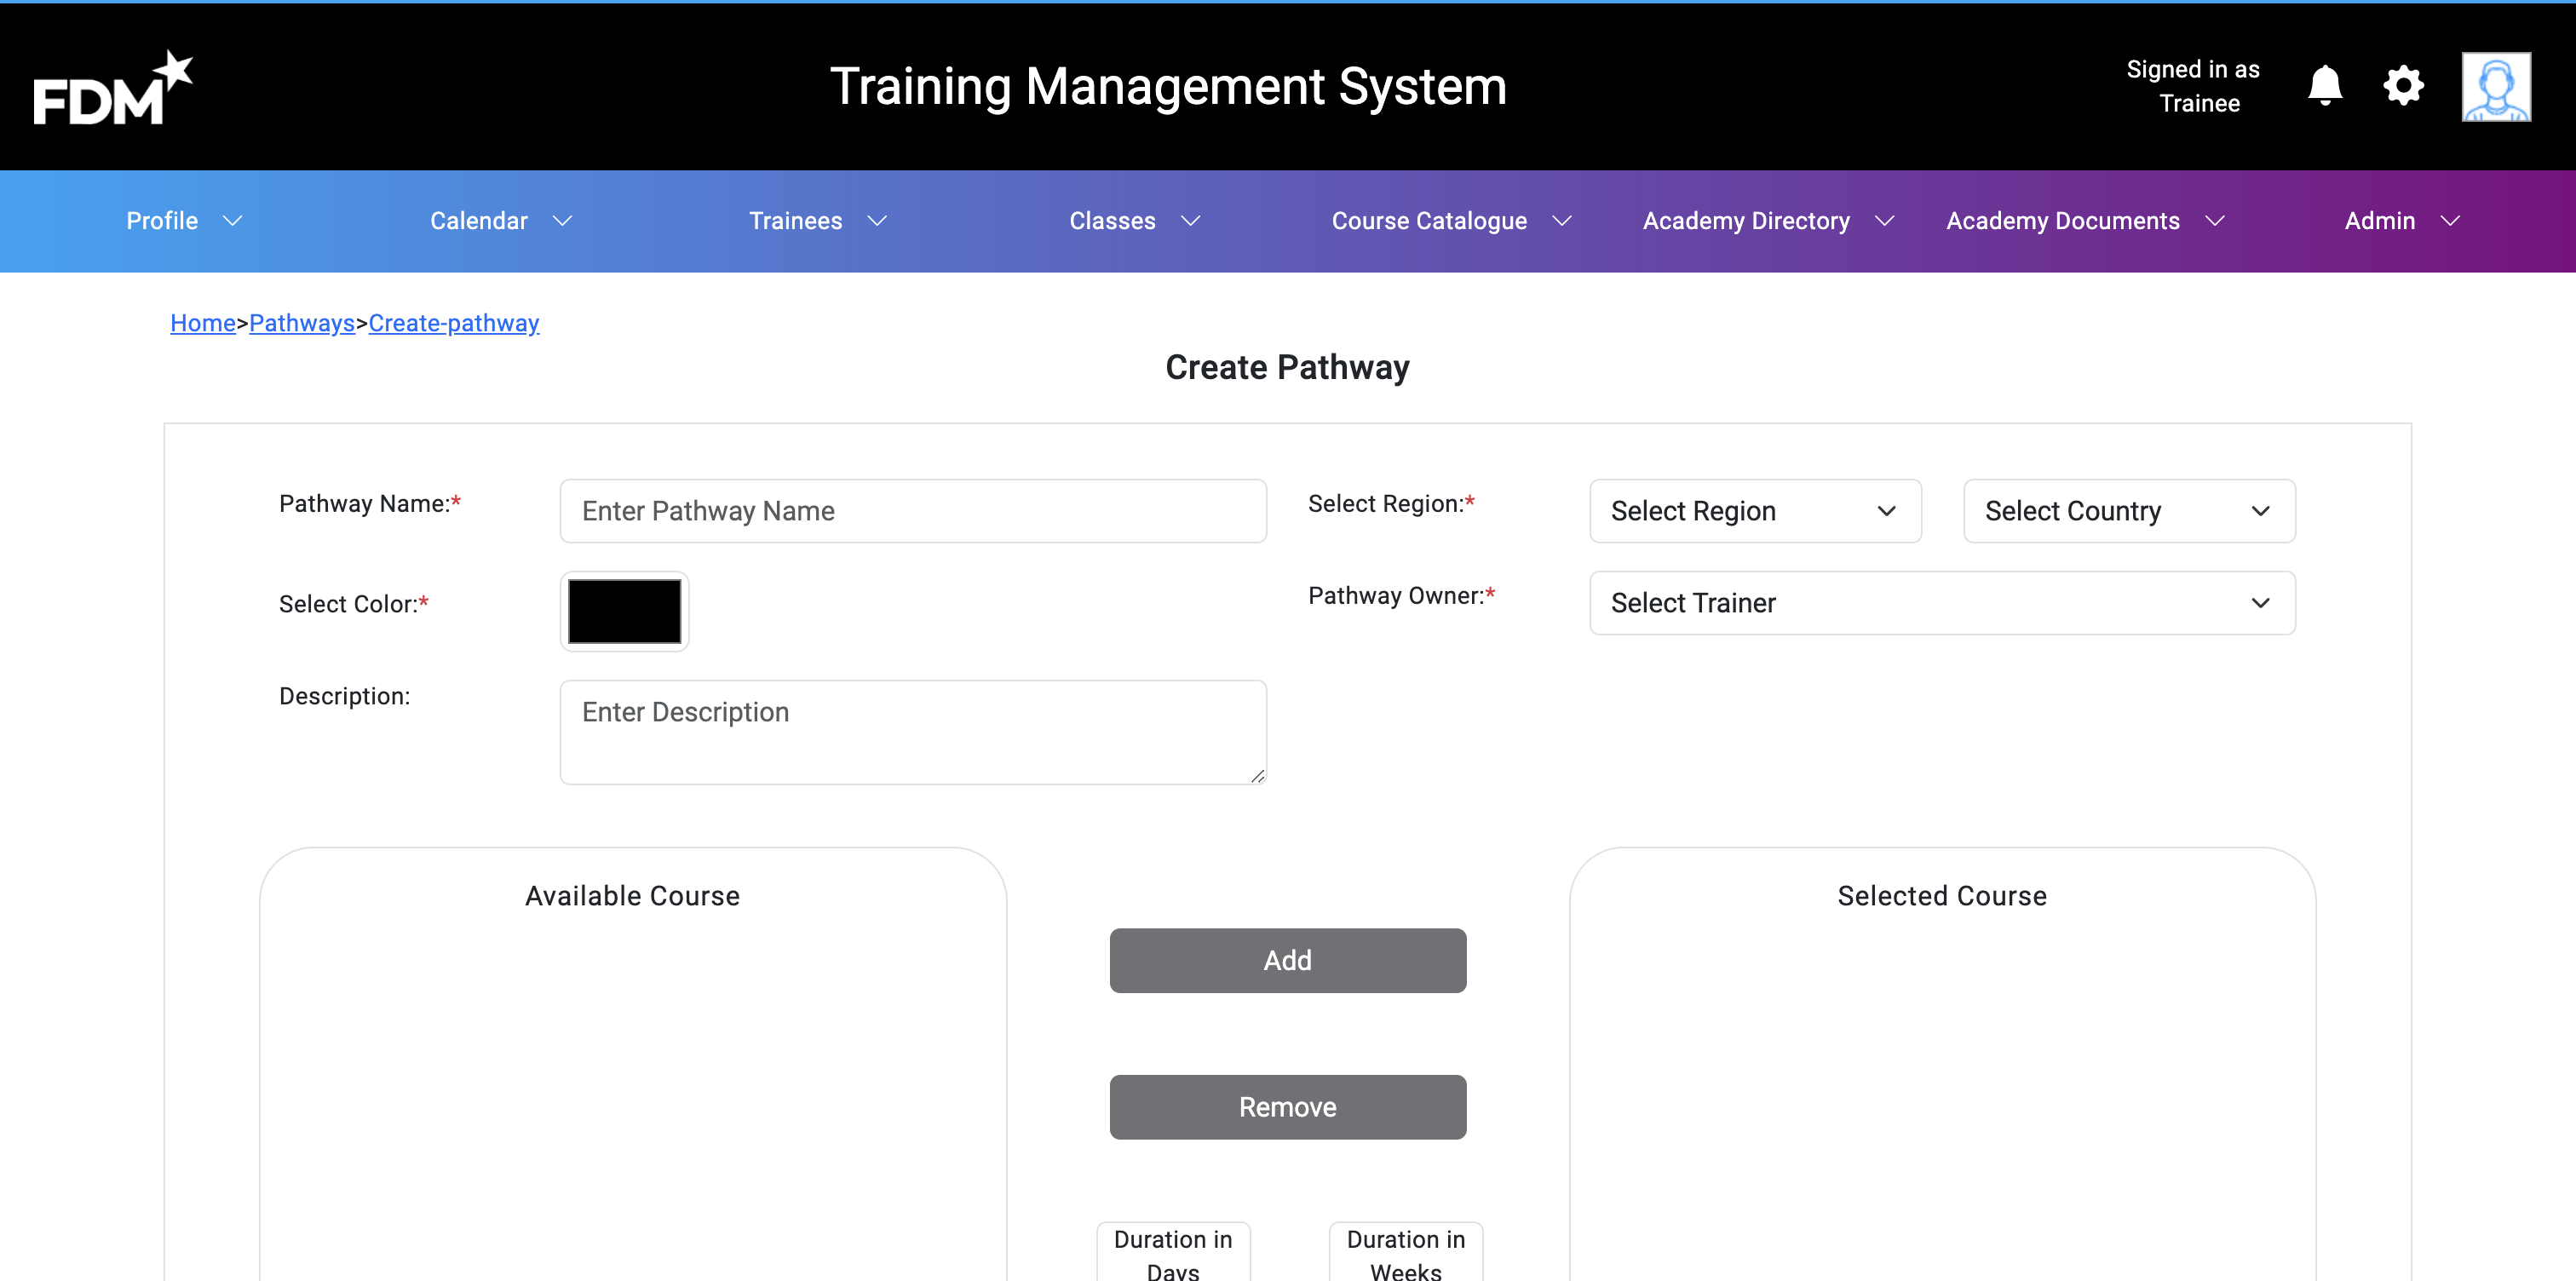 FDM
Training Management System
Signed in as
Trainee
Profile Calendar Trainees Classes Course Catalogue Academy Directory Academy Documents Admin
Home>Pathways>Create-pathway
Create Pathway
Pathway Name:* Enter Pathway Name Select Region:* Select Region Select Country
Select Color:* Pathway Owner:* Select Trainer
Description: Enter Description
Available Course
Selected Course
Add
Remove
Duration in
Days
Duration in
Weeks